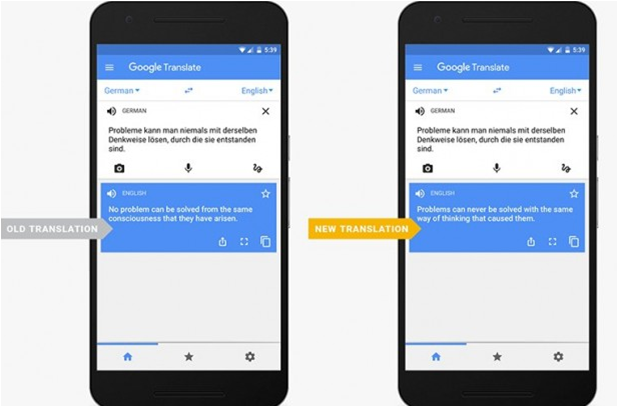 5:39
Google Translate
German
English
GERMAN
Probleme kann man niemals mit derselben
Denkweise lösen, durch die sie entstanden
sind.
ENGLISH
No problem can be solved from the same
consciousness that they have arisen.
OLD TRANSLATION
5:39
Google Translate
German
English
GERMAN
Probleme kann man niemals mit derselben
Denkweise lösen, durch die sie entstanden
sind.
ENGLISH
Problems can never be solved with the same
way of thinking that caused them.
NEW TRANSLATION